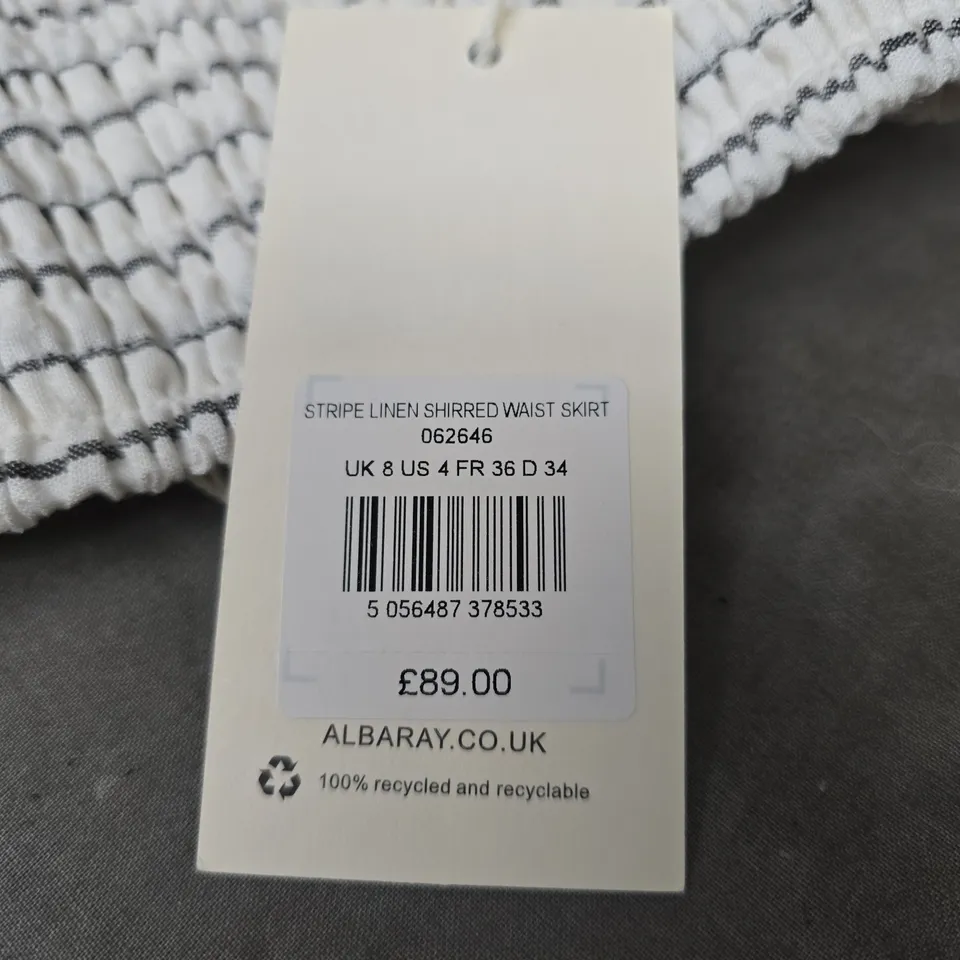 STRIPE LINEN SHIRRED WAIST SKIRT
062646
UK 8 US 4 FR 36 D 34
5 056487 378533
£89.00
ALBARAY.CO.UK
100% recycled and recyclable